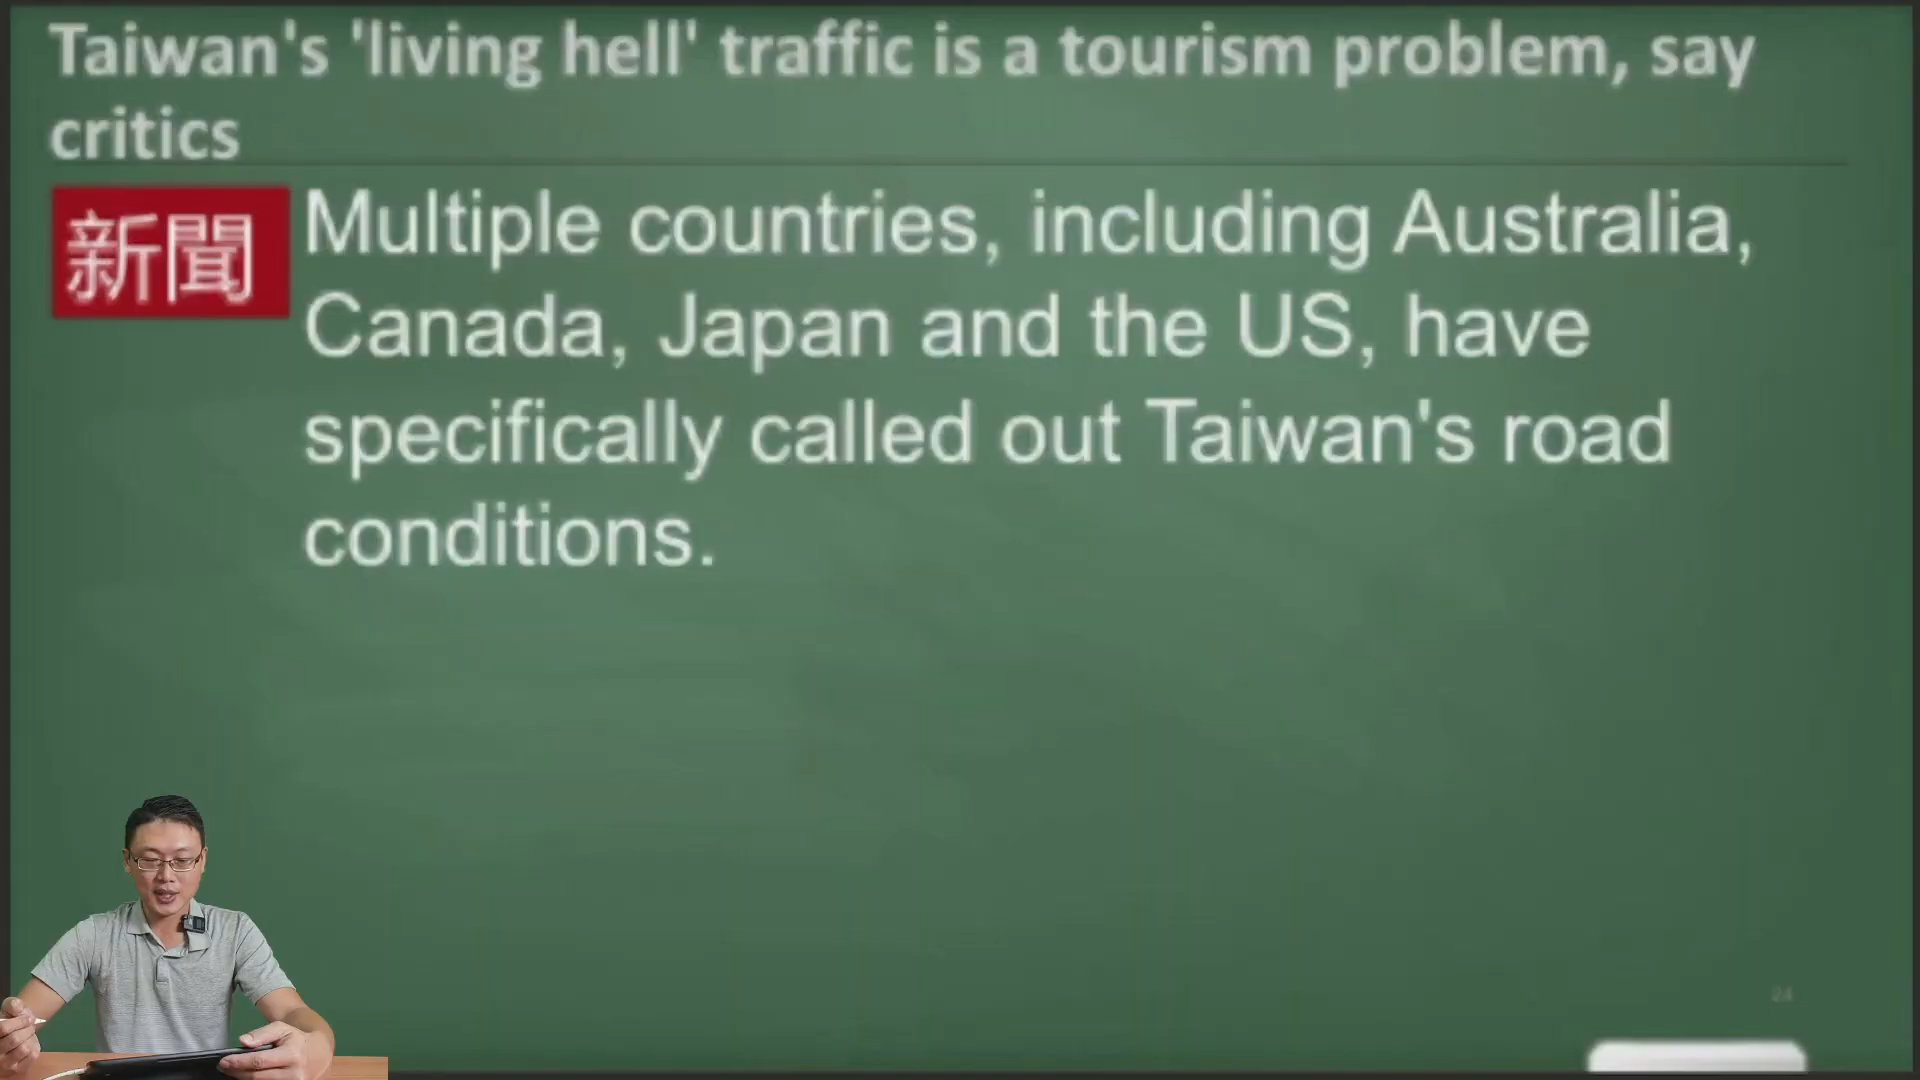 Taiwan's 'living hell' traffic is a tourism problem, say
critics
新聞
Multiple countries, including Australia,
Canada, Japan and the US, have
specifically called out Taiwan's road
conditions.
24